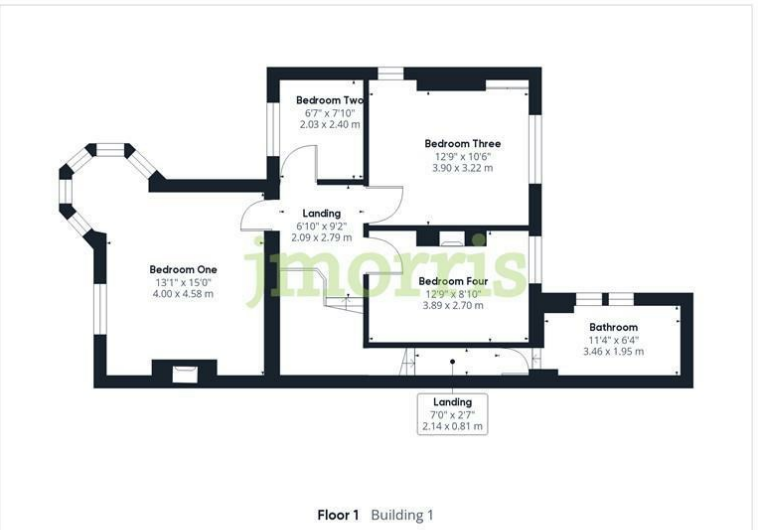 Bedroom Two
6'7" x 7'10"
2.03 x 2.40 m
Bedroom Three
12'9" x 10'6"
3.90 x 3.22 m
Landing
6'10" x 9'2"
2.09 x 2.79 m
jmorris
Bedroom One
13'1" x 15'0"
4.00 x 4.58 m
Bedroom Four
12'9" x 8'10"
3.89 x 2.70 m
Bathroom
11'4" x 6'4"
3.46 x 1.95 m
Landing
7'0" x 2'7"
2.14 x 0.81 m
Floor 1 Building 1